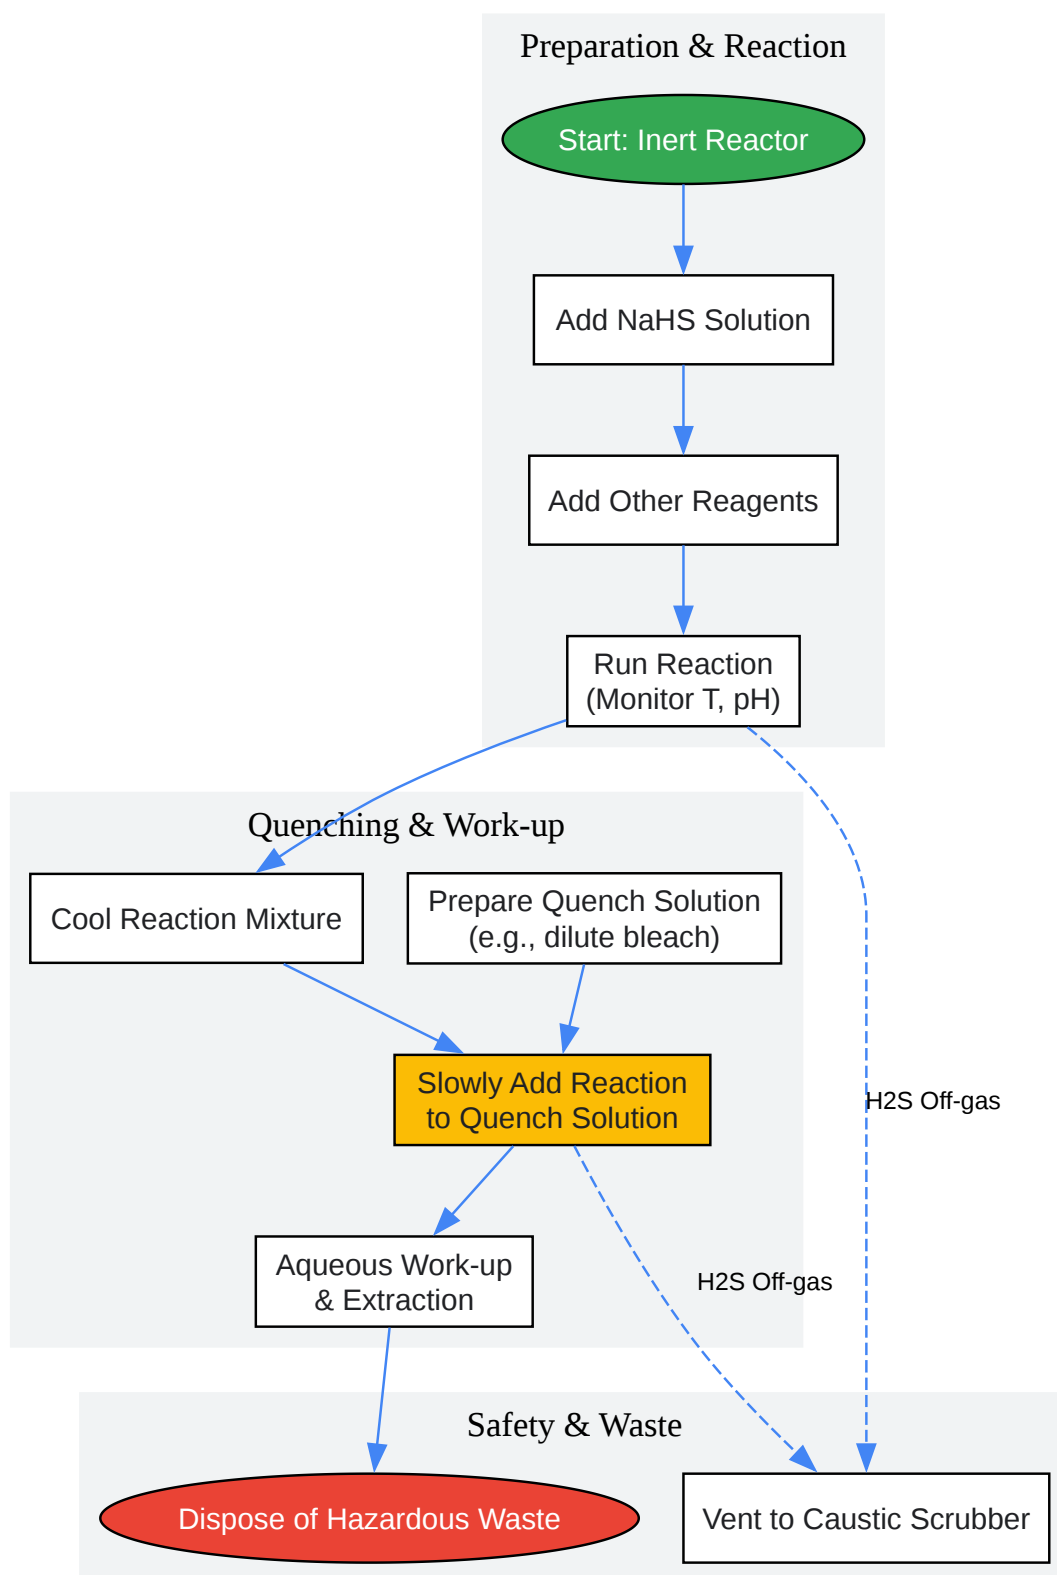 Preparation & Reaction
Start: Inert Reactor
Add NaHS Solution
Add Other Reagents
Run Reaction
(Monitor T, pH)
Quenching & Work-up
Cool Reaction Mixture
Prepare Quench Solution
(e.g., dilute bleach)
Slowly Add Reaction
to Quench Solution
H2S Off-gas
Aqueous Work-up
& Extraction
H2S Off-gas
Safety & Waste
Dispose of Hazardous Waste
Vent to Caustic Scrubber